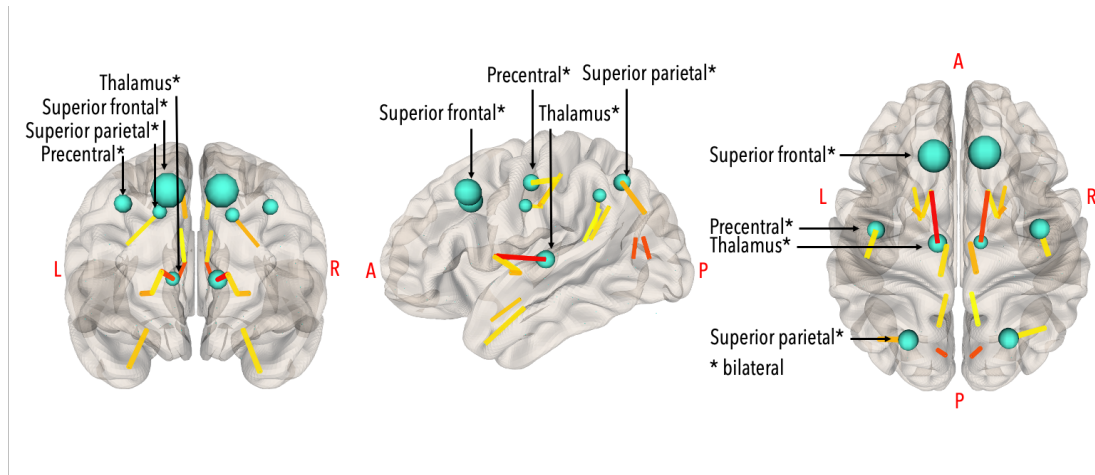 Thalamus*
Superior frontal*
Superior parietal*
Precentral*
L
R
Precentral*
Superior parietal*
Superior frontal*
Thalamus*
A
P
A
Superior frontal*
L
R
Precentral*
Thalamus*
Superior parietal*
* bilateral
P